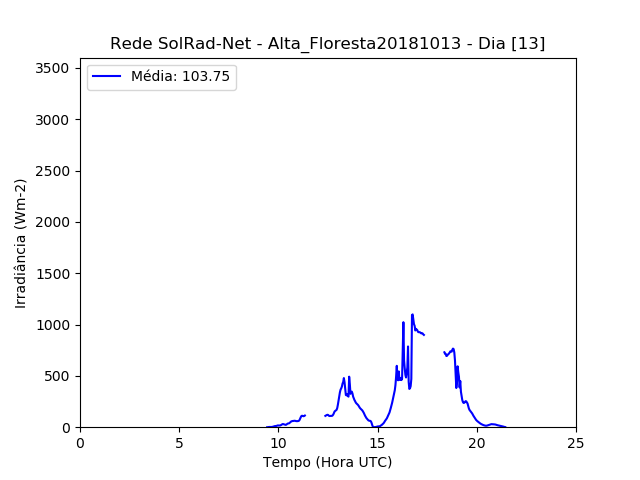 Rede SolRad-Net - Alta_Floresta20181013 - Dia [13]
Média: 103.75
3500
3000
2500
2000
1500
1000
500
0
Irradiância (Wm-2)
0 5 10 15 20 25
Tempo (Hora UTC)